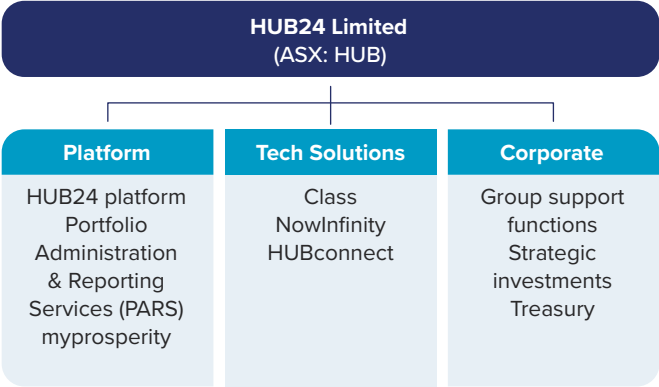 HUB24 Limited
(ASX: HUB)
Platform
HUB24 platform
Portfolio
Administration
& Reporting
Services (PARS)
myprosperity
Tech Solutions
Class
NowInfinity
HUBconnect
Corporate
Group support
functions
Strategic
investments
Treasury